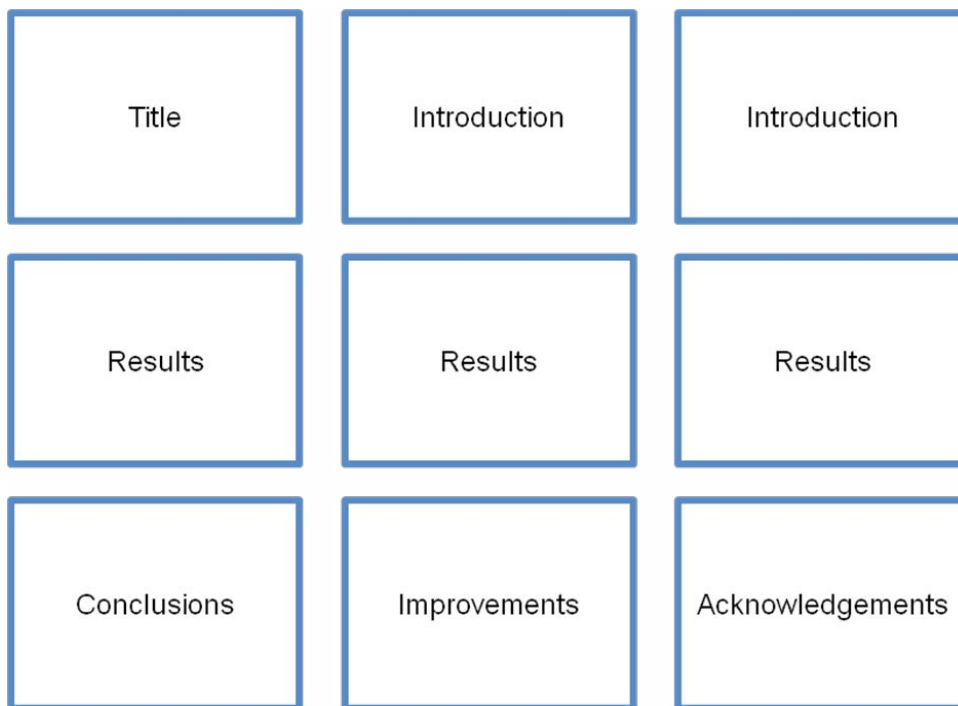 Title
Introduction
Introduction
Results
Results
Results
Conclusions
Improvements
Acknowledgements